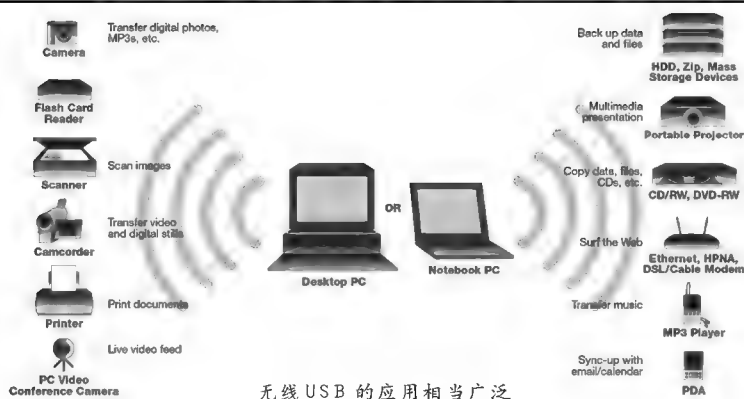 Transfer digital photos,
MP3s, etc.
Camera
Flash Card
Reader
Scan images
Scanner
Transfer video
and digital stills
Camcorder
Print documents
Printer
Live video feed
PC Video
Conference Camera
Desktop PC
OR
Notebook PC
Back up data
and files
HDD, Zip, Mass
Storage Devices
Multimedia
presentation
Portable Projector
Copy data, files,
CDs, etc.
CD/RW, DVD-RW
Surf the Web
Ethernet, HPNA,
DSL/Cable Modem
Transfer music
MP3 Player
Sync-up with
email/calendar
PDA
无线USB的应用相当广泛